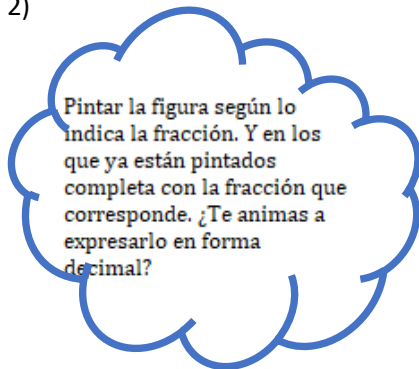 2)
Pintar la figura según lo
indica la fracción. Y en los
que ya están pintados
completa con la fracción que
corresponde. ¿Te animas a
expresarlo en forma
decimal?